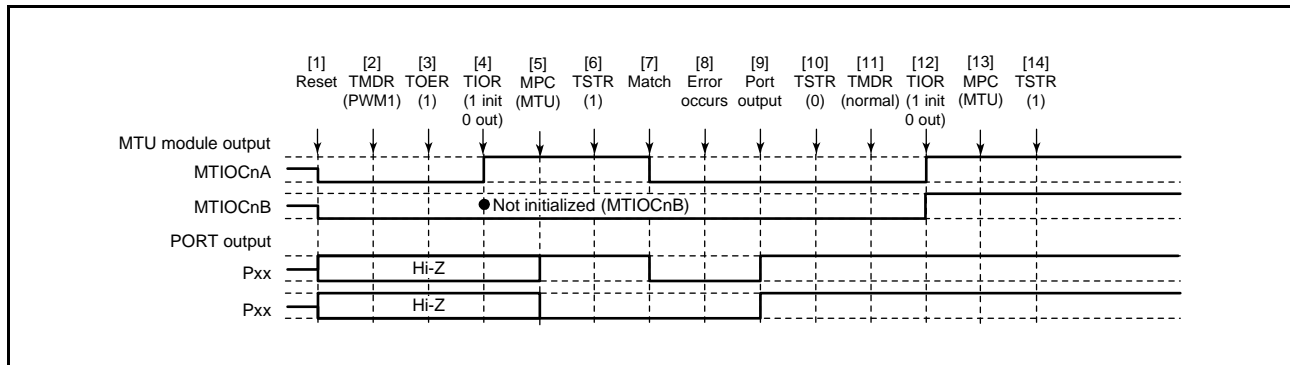 [1] [2] [3] [4] [5] [6] [7] [8] [9] [10] [11] [12] [13] [14]
Reset TMDR TOER TIOR MPC TSTR Match Error Port TSTR TMDR TIOR MPC TSTR
(PWM1) (1) (1 init (MTU) (1) occurs output (0) (normal) (1 init (MTU) (1)
0 out) 0 out)
MTU module output
MTIOCnA
MTIOCnB Not initialized (MTIOCnB)
PORT output
Pxx Hi-Z
Pxx Hi-Z